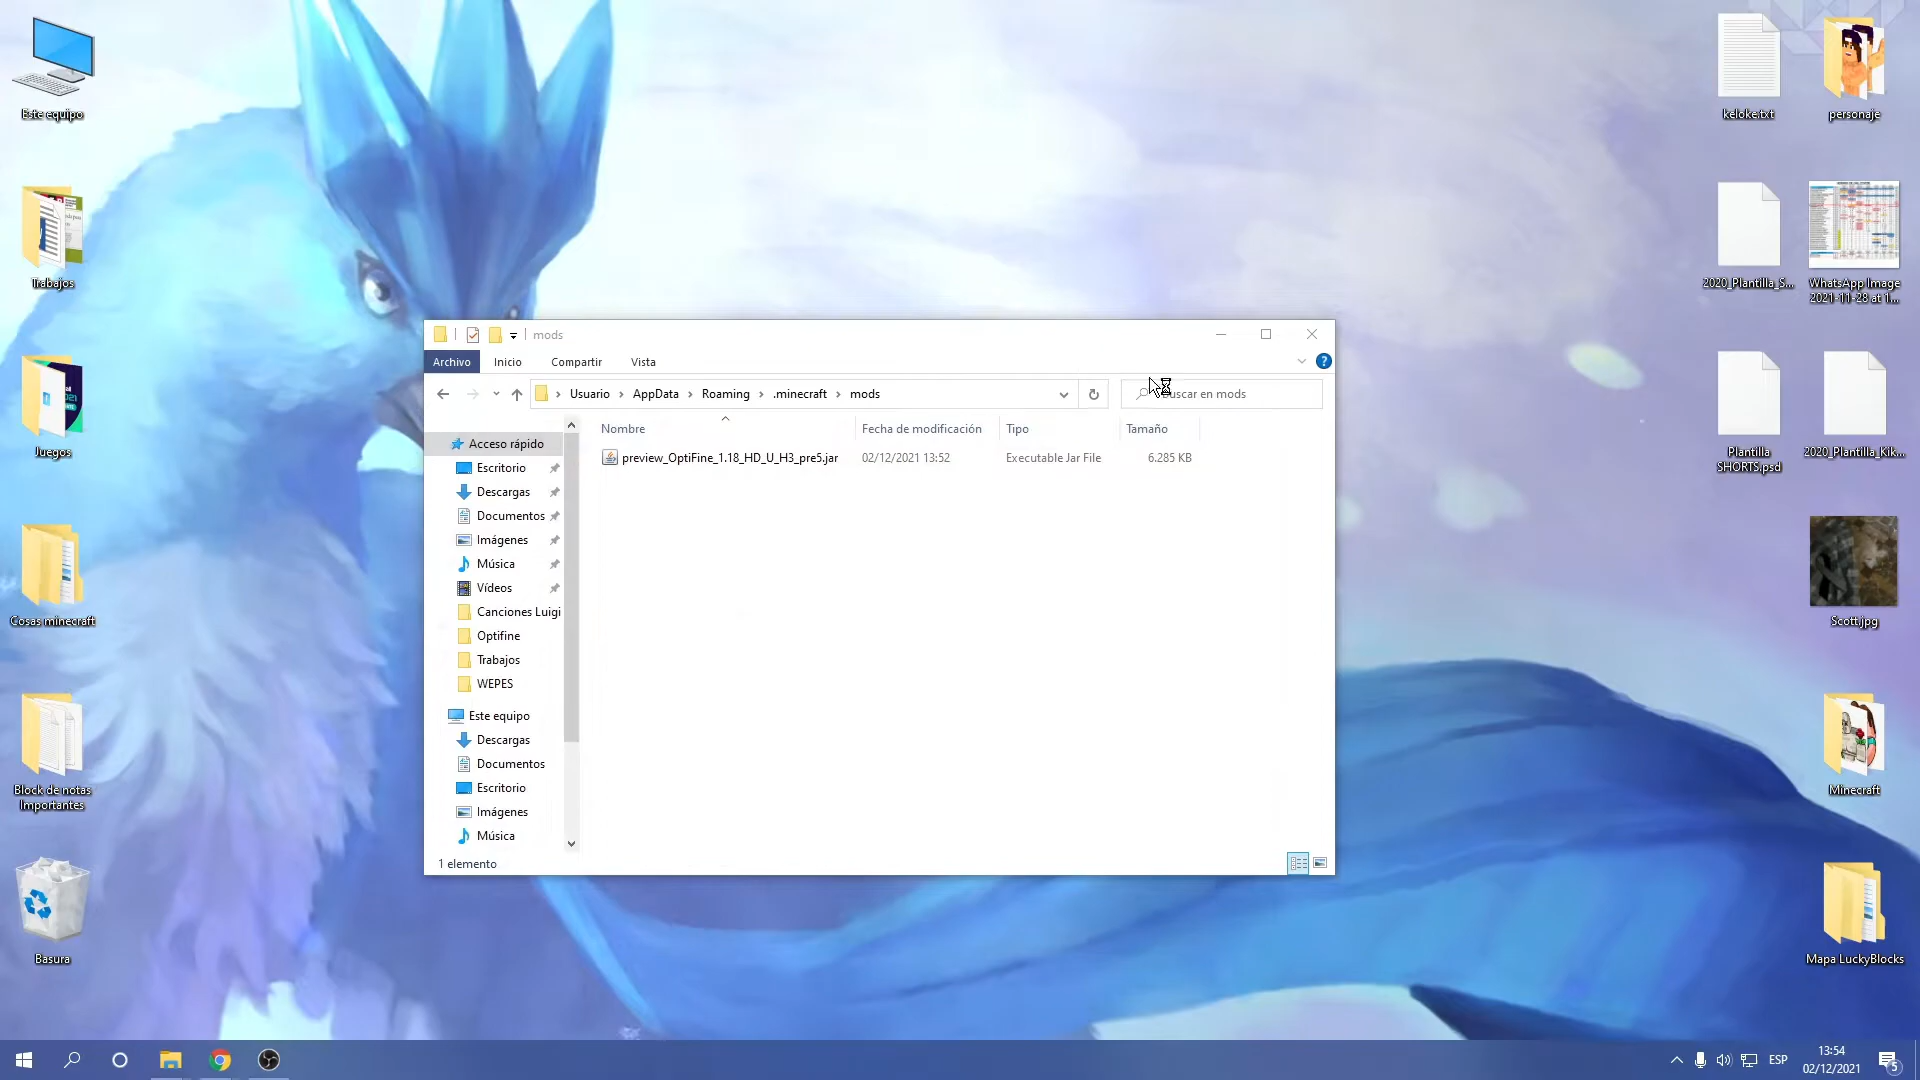 Este equipo
Trabajos
Juegos
Cosas minecraft
Block de notas
Importantes
Basura
mods
Archivo
Inicio
Compartir
Vista
Usuario > AppData > Roaming > .minecraft > mods
uscar en mods
Nombre
Fecha de modificación
Tipo
Tamaño
preview_OptiFine_1.18_HD_U_H3_pre5.jar
02/12/2021 13:52
Executable Jar File
6.285 KB
Acceso rápido
Escritorio
Descargas
Documentos
Imágenes
Música
Vídeos
Canciones Luigi
Optifine
Trabajos
WEPES
Este equipo
Descargas
Documentos
Escritorio
Imágenes
Música
1 elemento
keloke.txt
personaje
2020_Plantilla_S...
WhatsApp Image
2021-11-28 at 1...
Plantilla
SHORTS.psd
2020_Plantilla_Kik...
Scott.jpg
Minecraft
Mapa LuckyBlocks
ESP
13:54
02/12/2021
5